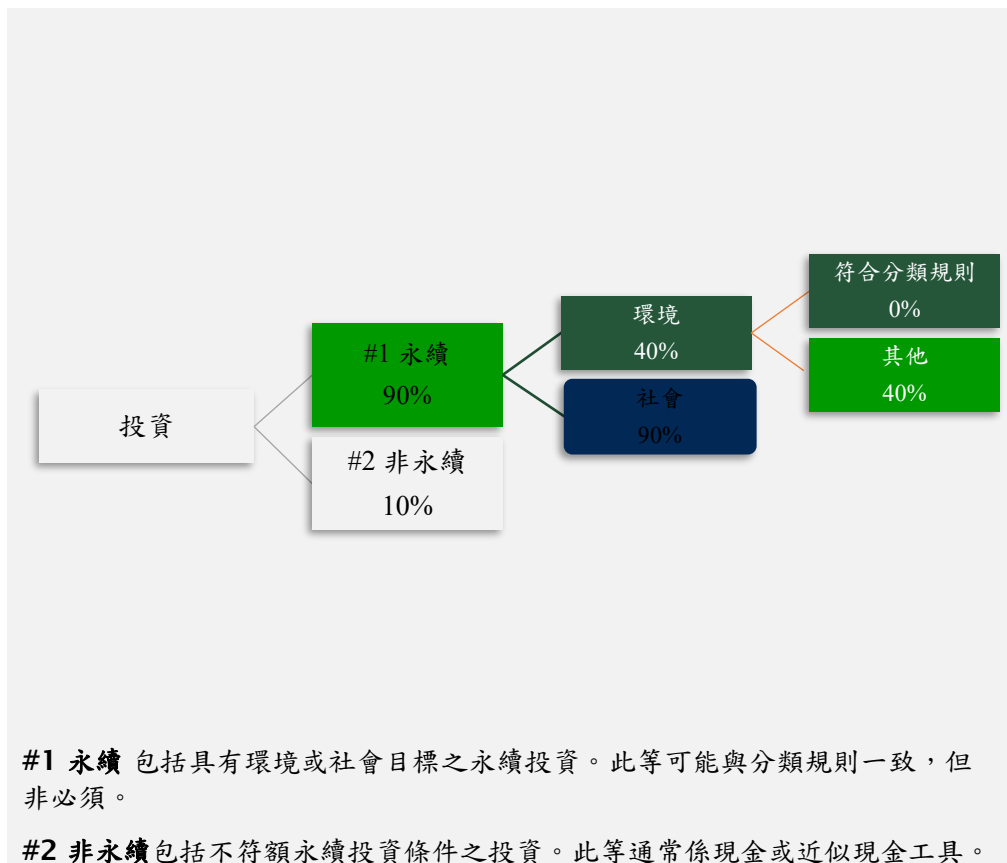 投資
#1 永續
90%
#2 非永續
10%
環境
40%
社會
90%
符合分類規則
0%
其他
40%
#1 永續 包括具有環境或社會目標之永續投資。此等可能與分類規則一致，但
非必須。
#2 非永續包括不符額永續投資條件之投資。此等通常係現金或近似現金工具。